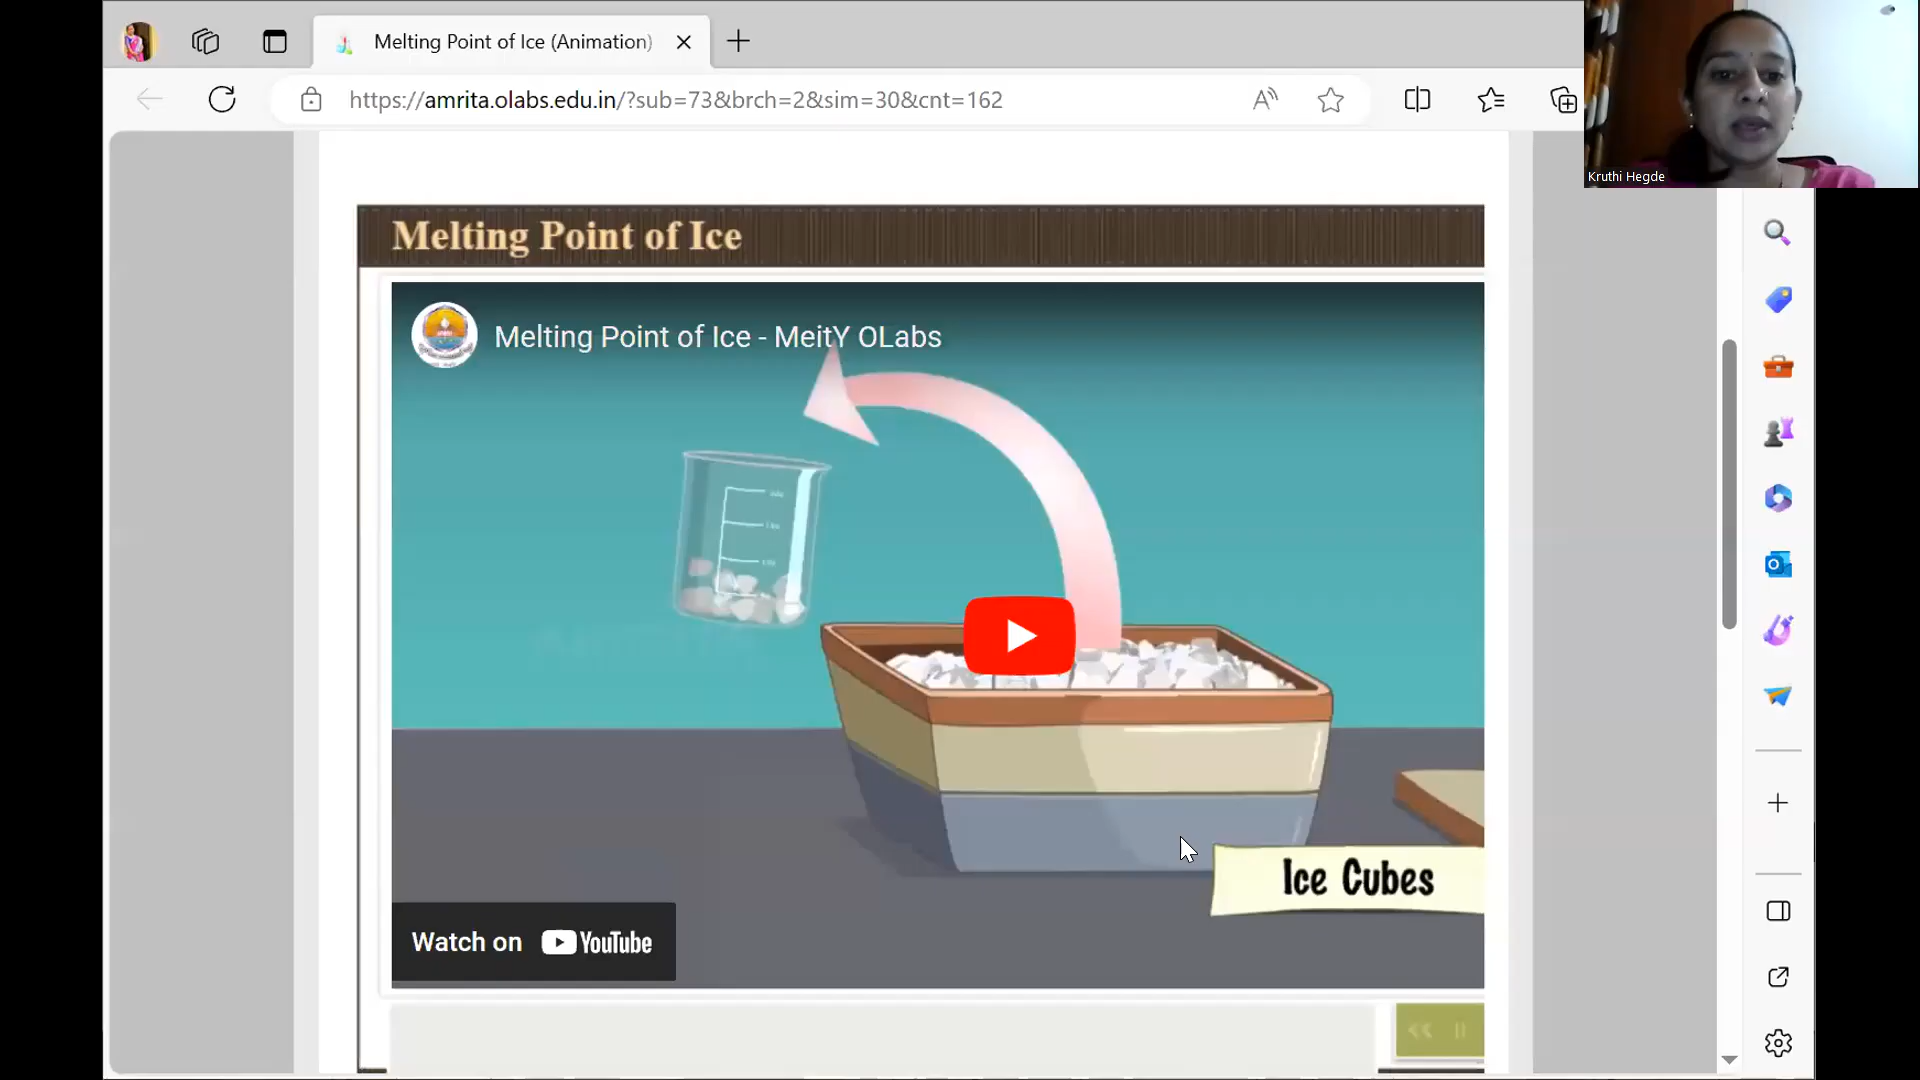 Melting Point of Ice (Animation)
https://amrita.olabs.edu.in/?sub=73&brch=2&sim=30&cnt=162
Kruthi Hegde
Melting Point of Ice
Melting Point of Ice - MeitY OLabs
Ice Cubes
Watch on YouTube